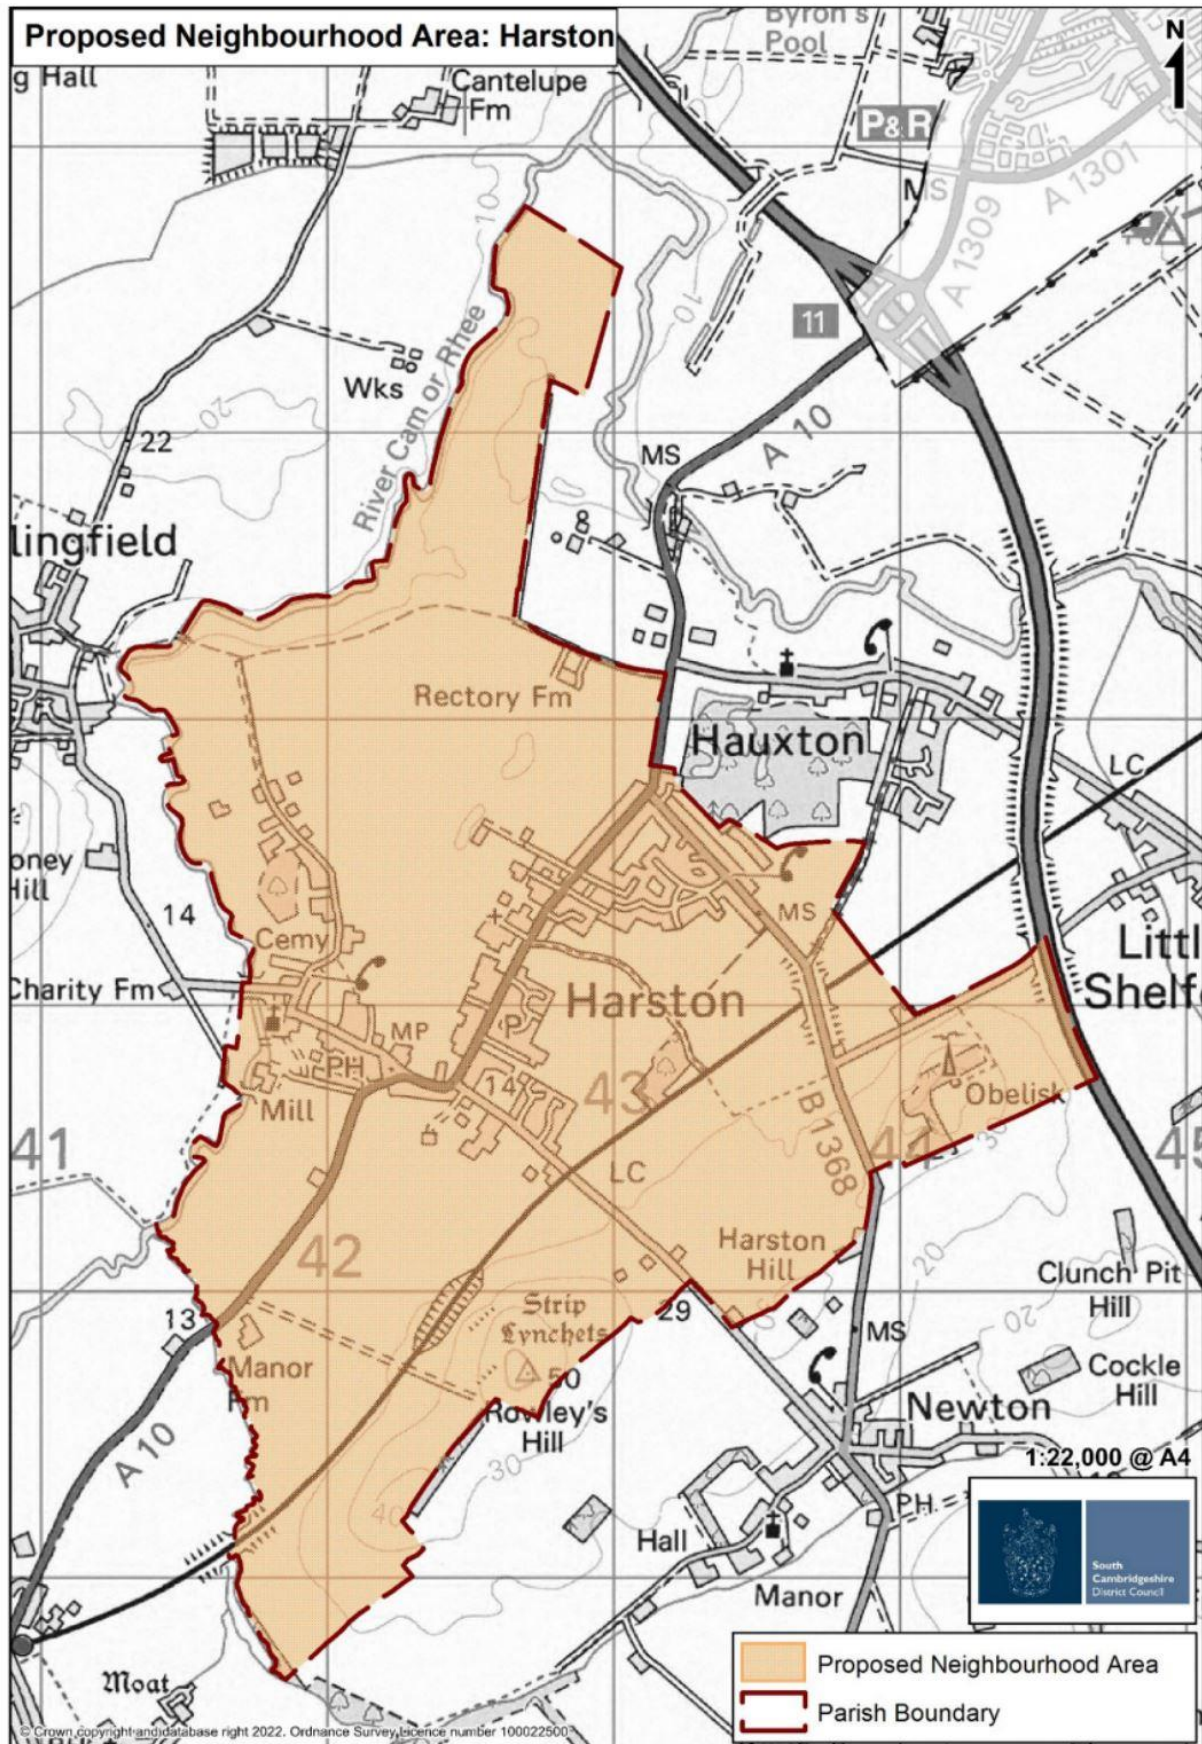 Proposed Neighbourhood Area: Harston
Byron's
Pool
N
g Hall
Cantelupe
Fm
P&R
MS
A 1301
A 1309
10
10
11
River Cam or Rhee
Wks
20
22
MS
A 10
lingfield
Rectory Fm
Hauxton
LC
oney
Hill
14
MS
Cemy
Littl
Shelf
Charity Fm
Harston
MP
P
PH
14
43
Obelisk
Mill
B 1368
44
30
41
45
LC
42
Harston
Hill
20
Clunch Pit
Hill
13
Strip
Lynchets
29
20
MS
Manor
Fm
50
Cockle
Hill
Rowley's
Hill
Newton
A 10
30
1:22,000 @ A4
40
PH
Hall
South
Cambridgeshire
District Council
Manor
Proposed Neighbourhood Area
Moat
Parish Boundary
© Crown copyright and database right 2022. Ordnance Survey Licence number 100022500